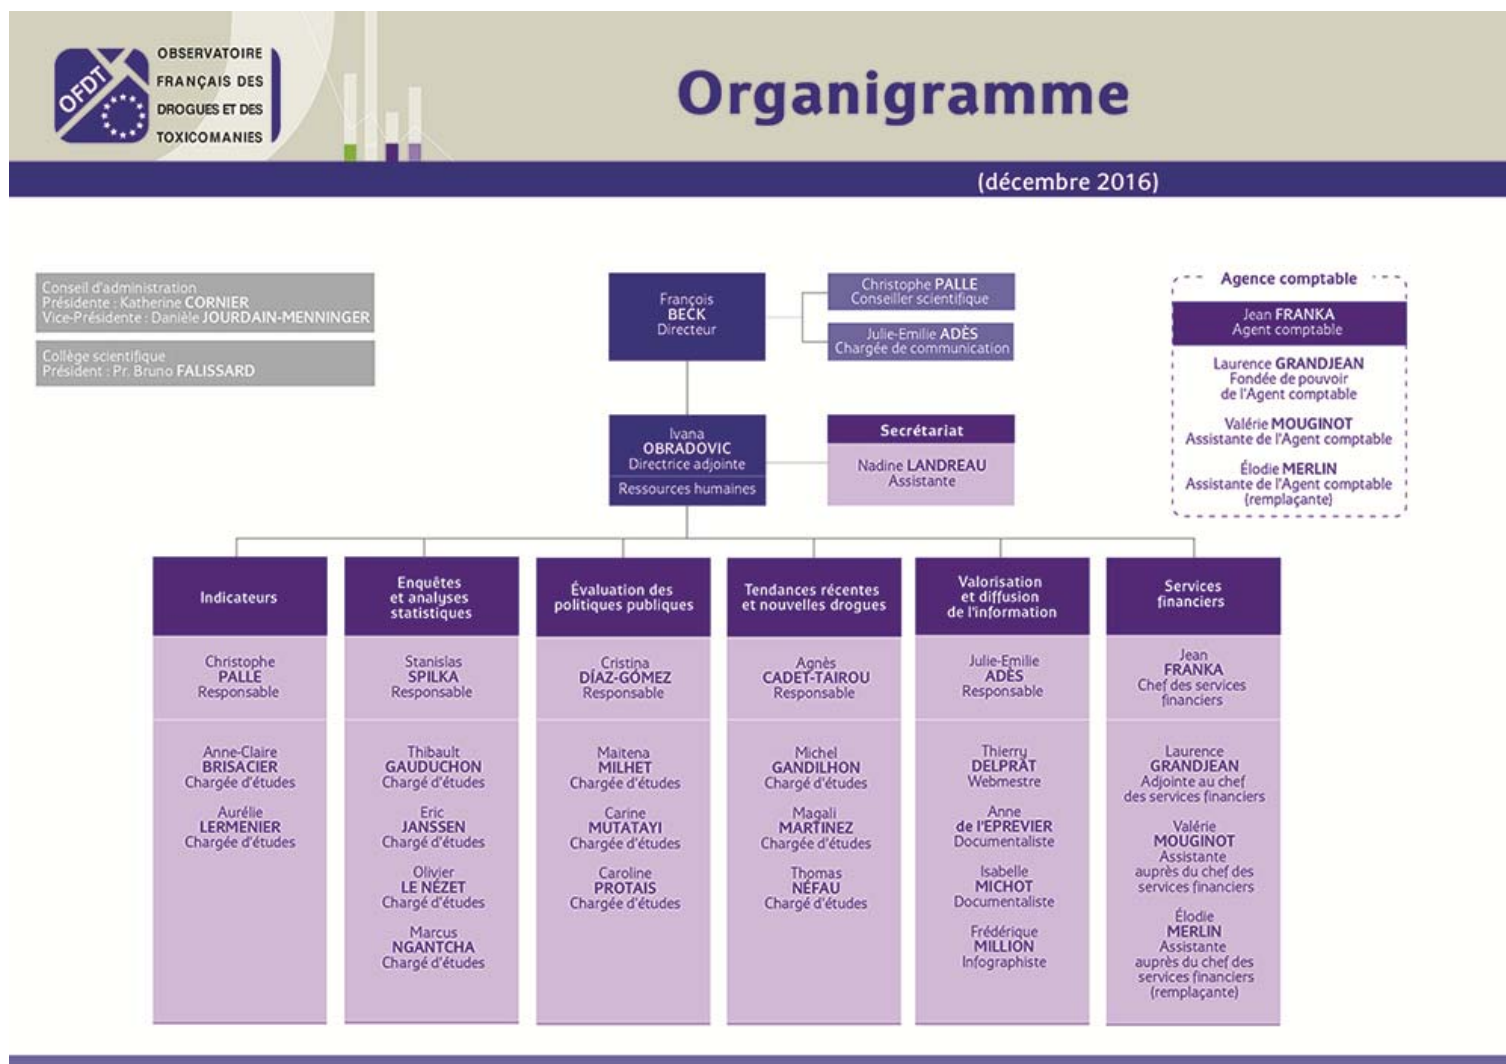 OFDT
OBSERVATOIRE
FRANÇAIS DES
DROGUES ET DES
TOXICOMANIES
Organigramme
(décembre 2016)
Conseil d'administration
Présidente : Katherine CORNIER
Vice-Présidente : Danièle JOURDAIN-MENNINGER
Collège scientifique
Président : Pr. Bruno FALISSARD
François
BECK
Directeur
Christophe PALLE
Conseiller scientifique
Julie-Emilie ADÈS
Chargée de communication
Ivana
OBRADOVIC
Directrice adjointe
Ressources humaines
Secrétariat
Nadine LANDREAU
Assistante
Agence comptable
Jean FRANKA
Agent comptable
Laurence GRANDJEAN
Fondée de pouvoir
de l'Agent comptable
Valérie MOUGINOT
Assistante de l'Agent comptable
Élodie MERLIN
Assistante de l'Agent comptable
(remplaçante)
Indicateurs
Christophe
PALLE
Responsable
Anne-Claire
BRISACIER
Chargée d'études
Aurélie
LERMENIER
Chargée d'études
Enquêtes
et analyses
statistiques
Stanislas
SPILKA
Responsable
Thibault
GAUDUCHON
Chargé d'études
Eric
JANSSEN
Chargé d'études
Olivier
LE NÉZET
Chargé d'études
Marcus
NGANTCHA
Chargé d'études
Évaluation des
politiques publiques
Cristina
DÍAZ-GÓMEZ
Responsable
Maitena
MILHET
Chargée d'études
Carine
MUTATAYI
Chargée d'études
Caroline
PROTAIS
Chargée d'études
Tendances récentes
et nouvelles drogues
Agnès
CADET-TAIROU
Responsable
Michel
GANDILHON
Chargé d'études
Magali
MARTINEZ
Chargée d'études
Thomas
NÉFAU
Chargé d'études
Valorisation
et diffusion
de l'information
Julie-Emilie
ADÈS
Responsable
Thierry
DELPRAT
Webmestre
Anne
de l'EPREVIER
Documentaliste
Isabelle
MICHOT
Documentaliste
Frédérique
MILLION
Infographiste
Services
financiers
Jean
FRANKA
Chef des services
financiers
Laurence
GRANDJEAN
Adjointe au chef
des services financiers
Valérie
MOUGINOT
Assistante
auprès du chef des
services financiers
Élodie
MERLIN
Assistante
auprès du chef des
services financiers
(remplaçante)